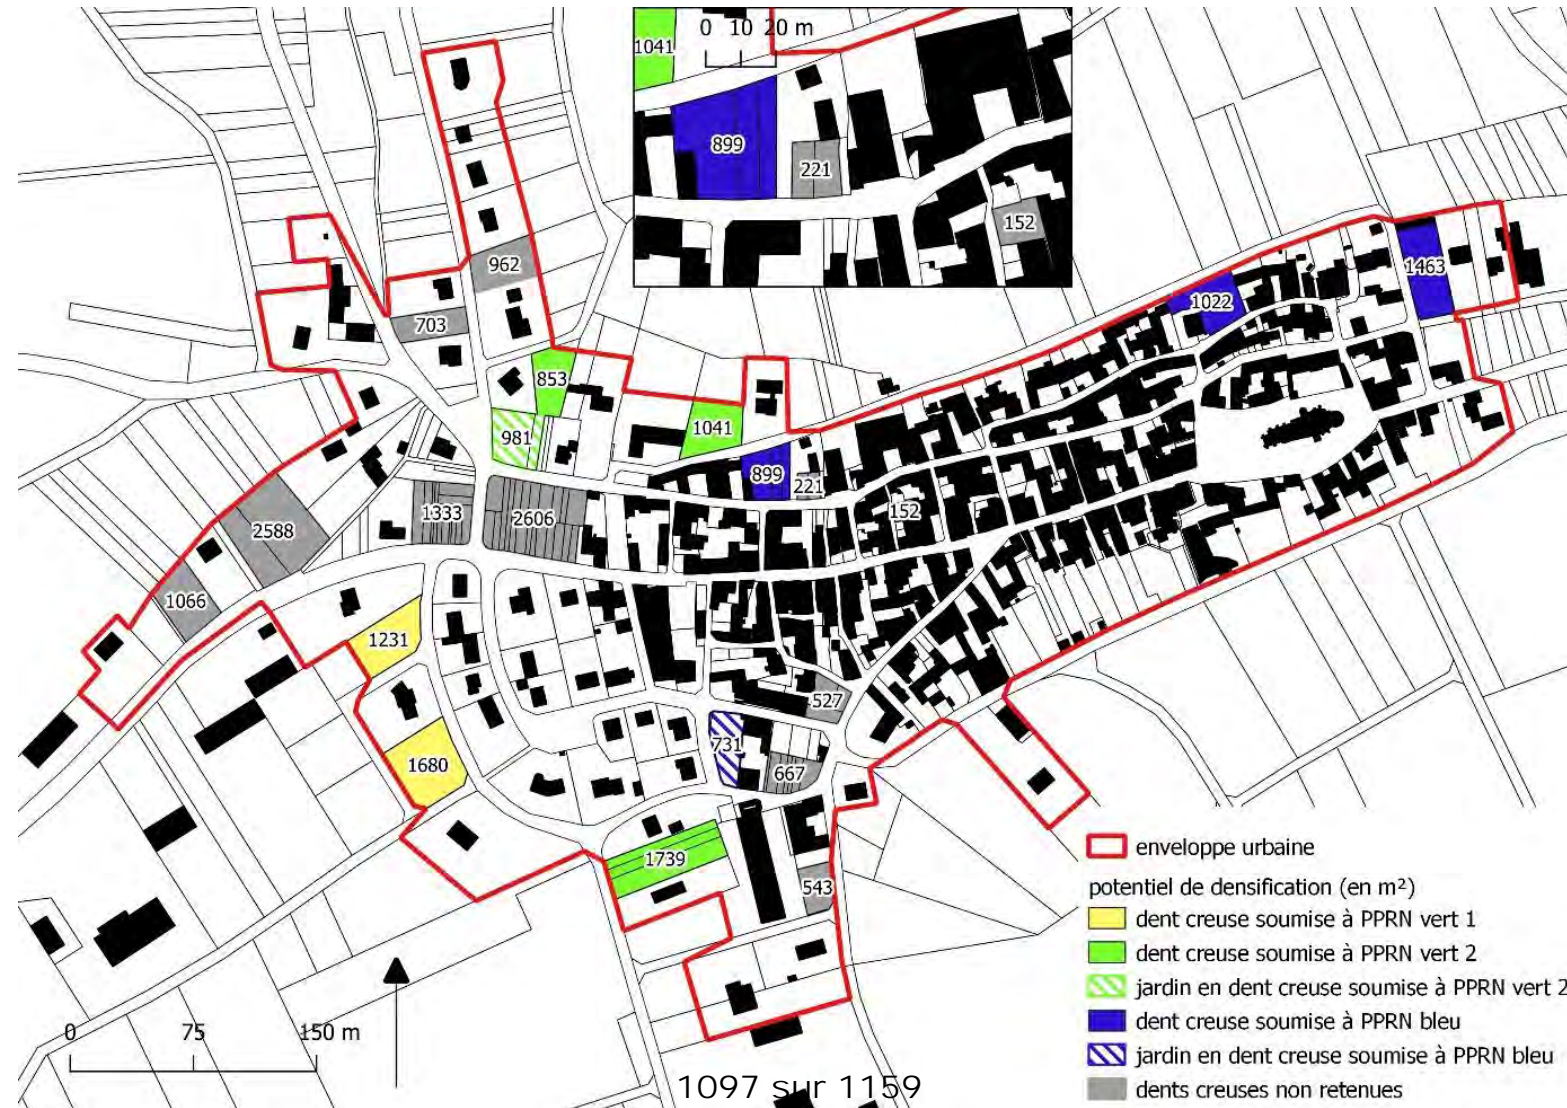 0 10 20 m
1041
899
221
152
962
703
853
981
1041
899
221
152
1022
1463
1333
2606
2588
1066
1231
1680
527
731
667
1739
543
enveloppe urbaine
potentiel de densification (en m²)
dent creuse soumise à PPRN vert 1
dent creuse soumise à PPRN vert 2
jardin en dent creuse soumise à PPRN vert 2
dent creuse soumise à PPRN bleu
jardin en dent creuse soumise à PPRN bleu
dents creuses non retenues
0 75 150 m
1097 sur 1159